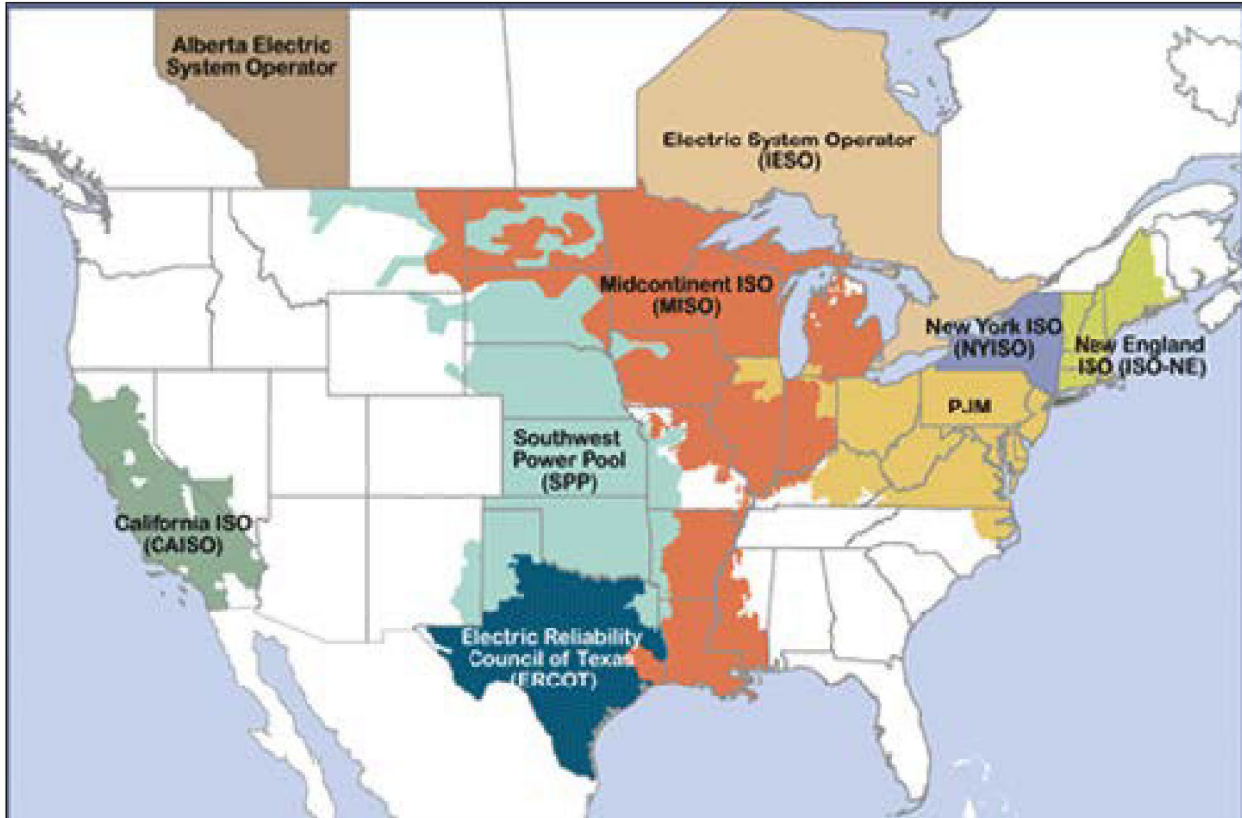 Alberta Electric
System Operator
Electric System Operator
(IESO)
Midcontinent ISO
(MISO)
New York ISO
(NYISO)
New England
ISO (ISO-NE)
PJM
Southwest
Power Pool
(SPP)
California ISO
(CAISO)
Electric Reliability
Council of Texas
(ERCOT)